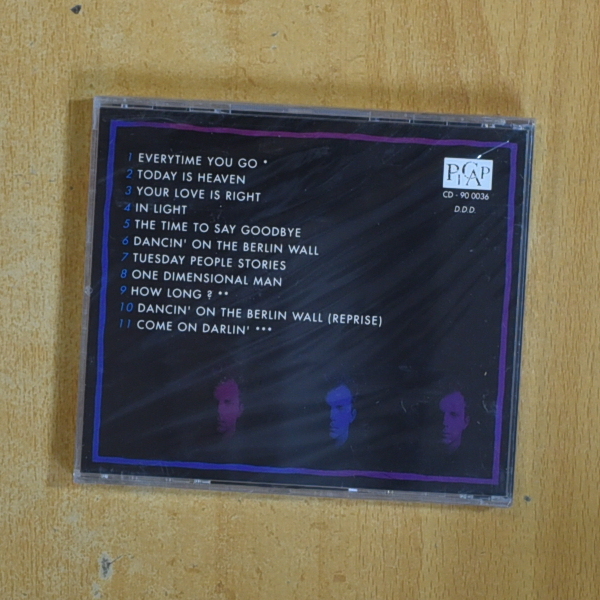 1 EVERYTIME YOU GO *
2 TODAY IS HEAVEN
3 YOUR LOVE IS RIGHT
4 IN LIGHT
5 THE TIME TO SAY GOODBYE
6 DANCIN' ON THE BERLIN WALL
7 TUESDAY PEOPLE STORIES
8 ONE DIMENSIONAL MAN
9 HOW LONG ? **
10 DANCIN' ON THE BERLIN WALL (REPRISE)
11 COME ON DARLIN' ***
PICAP
CD - 90 0036
D.D.D.